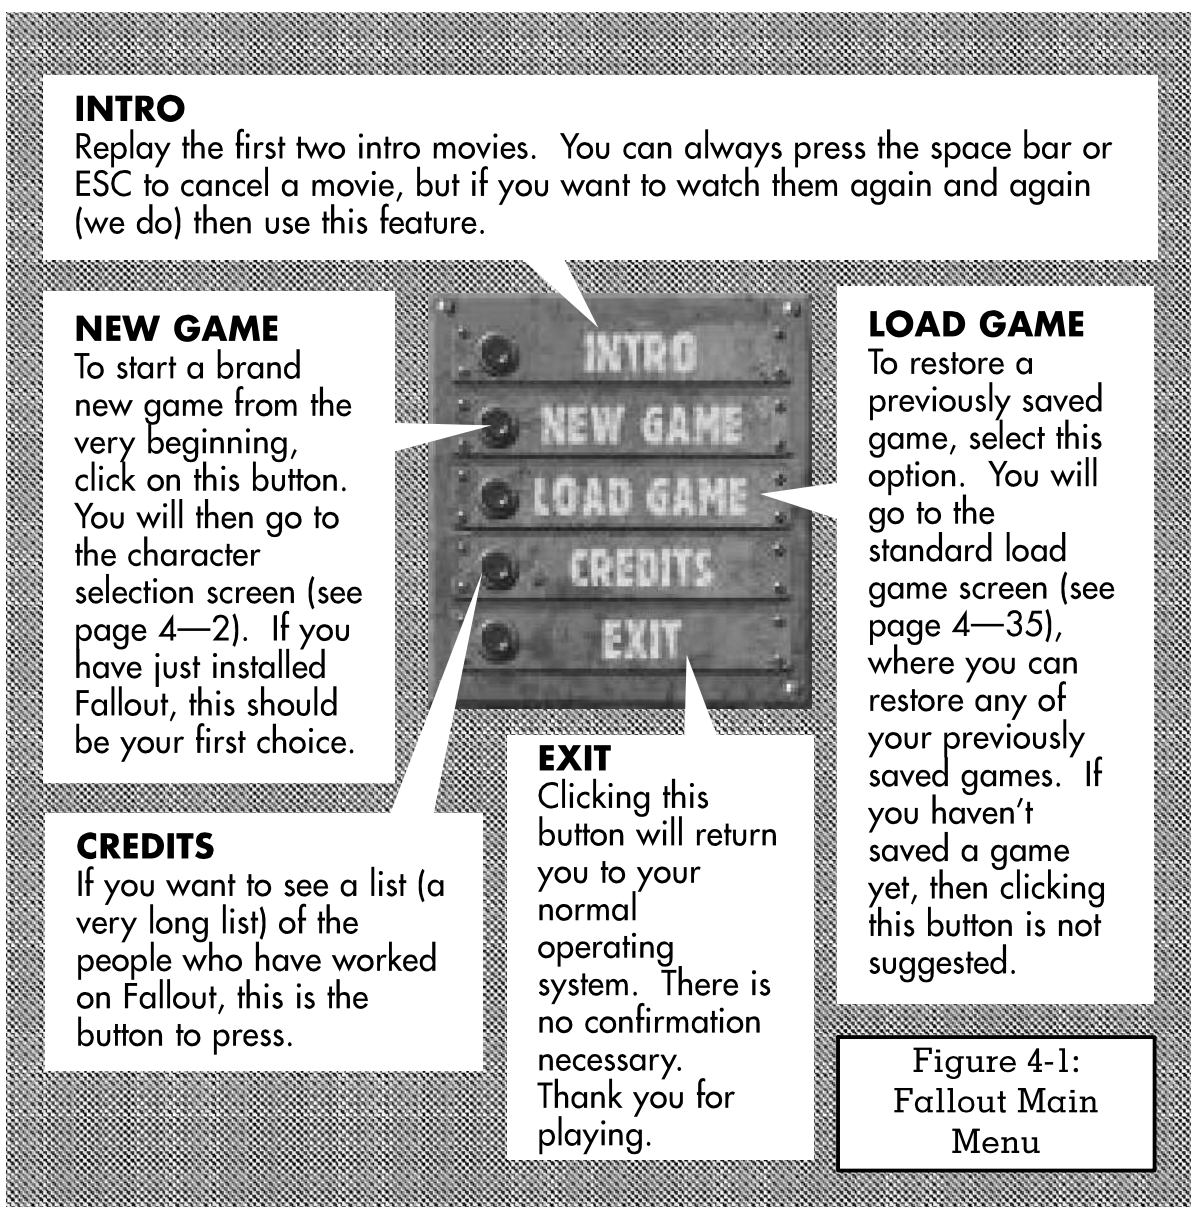 INTRO
Replay the first two intro movies.  You can always press the space bar or
ESC to cancel a movie, but if you want to watch them again and again
(we do) then use this feature.
NEW GAME
To start a brand
new game from the
very beginning,
click on this button.
You will then go to
the character
selection screen (see
page 4—2).  If you
have just installed
Fallout, this should
be your first choice.
INTRO
NEW GAME
LOAD GAME
CREDITS
EXIT
LOAD GAME
To restore a
previously saved
game, select this
option.  You will
go to the
standard load
game screen (see
page 4—35),
where you can
restore any of
your previously
saved games.  If
you haven't
saved a game
yet, then clicking
this button is not
suggested.
CREDITS
If you want to see a list (a
very long list) of the
people who have worked
on Fallout, this is the
button to press.
EXIT
Clicking this
button will return
you to your
normal
operating
system.  There is
no confirmation
necessary.
Thank you for
playing.
Figure 4-1:
Fallout Main
Menu